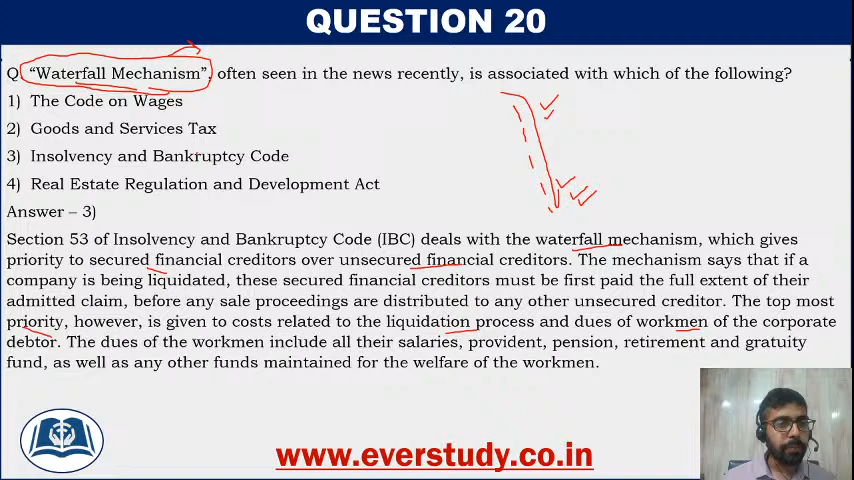 QUESTION 20
Q “Waterfall Mechanism”, often seen in the news recently, is associated with which of the following?
1) The Code on Wages
2) Goods and Services Tax
3) Insolvency and Bankruptcy Code
4) Real Estate Regulation and Development Act
Answer – 3)
Section 53 of Insolvency and Bankruptcy Code (IBC) deals with the waterfall mechanism, which gives
priority to secured financial creditors over unsecured financial creditors. The mechanism says that if a
company is being liquidated, these secured financial creditors must be first paid the full extent of their
admitted claim, before any sale proceedings are distributed to any other unsecured creditor. The top most
priority, however, is given to costs related to the liquidation process and dues of workmen of the corporate
debtor. The dues of the workmen include all their salaries, provident, pension, retirement and gratuity
fund, as well as any other funds maintained for the welfare of the workmen.
www.everstudy.co.in